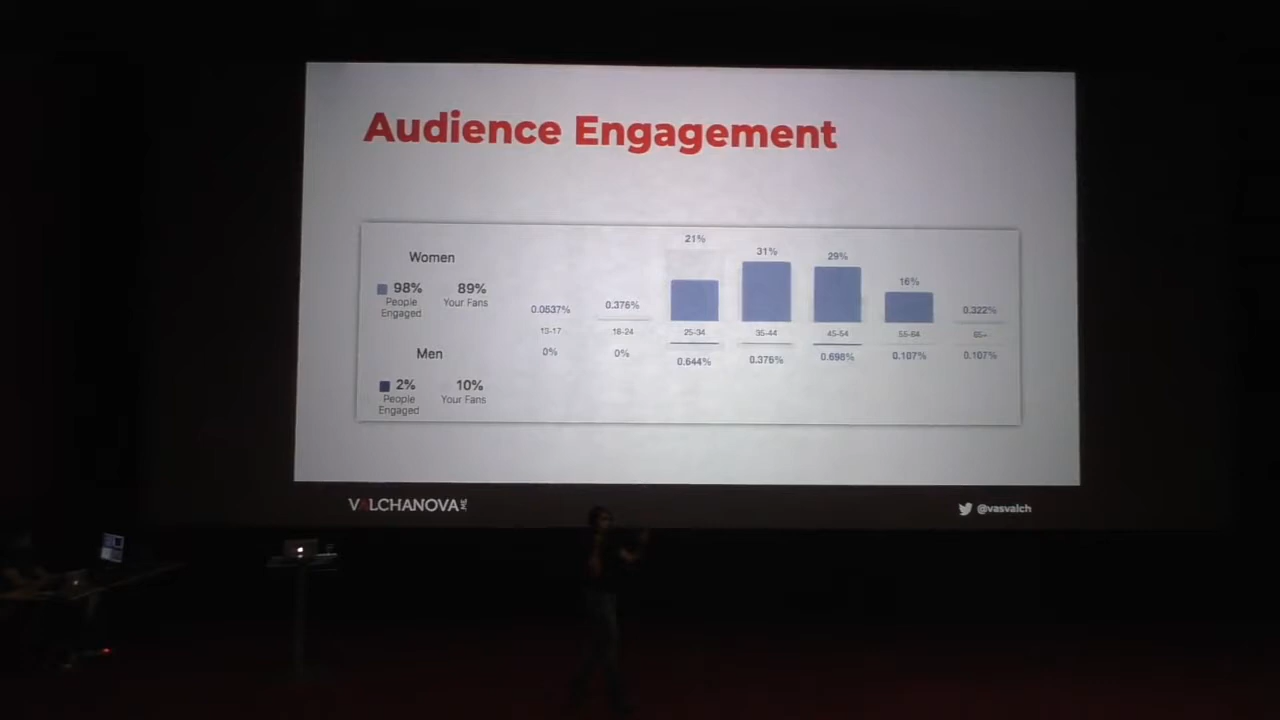 Audience Engagement
Women
98% 89%
People Engaged Your Fans
Men
2% 10%
People Engaged Your Fans
0.0537% 0.376% 21% 31% 29% 16% 0.322%
13-17 18-24 25-34 35-44 45-54 55-64 65+
0% 0% 0.644% 0.376% 0.698% 0.107% 0.107%
VALCHANOVA.ME
@vasvalch